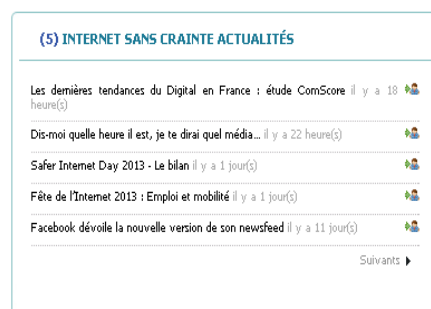 (5) INTERNET SANS CRAINTE ACTUALITÉS
Les dernières tendances du Digital en France : étude ComScore il y a 18
heure(s)
Dis-moi quelle heure il est, je te dirai quel média... il y a 22 heure(s)
Safer Internet Day 2013 - Le bilan il y a 1 jour(s)
Fête de l'Internet 2013 : Emploi et mobilité il y a 1 jour(s)
Facebook dévoile la nouvelle version de son newsfeed il y a 11 jour(s)
Suivants